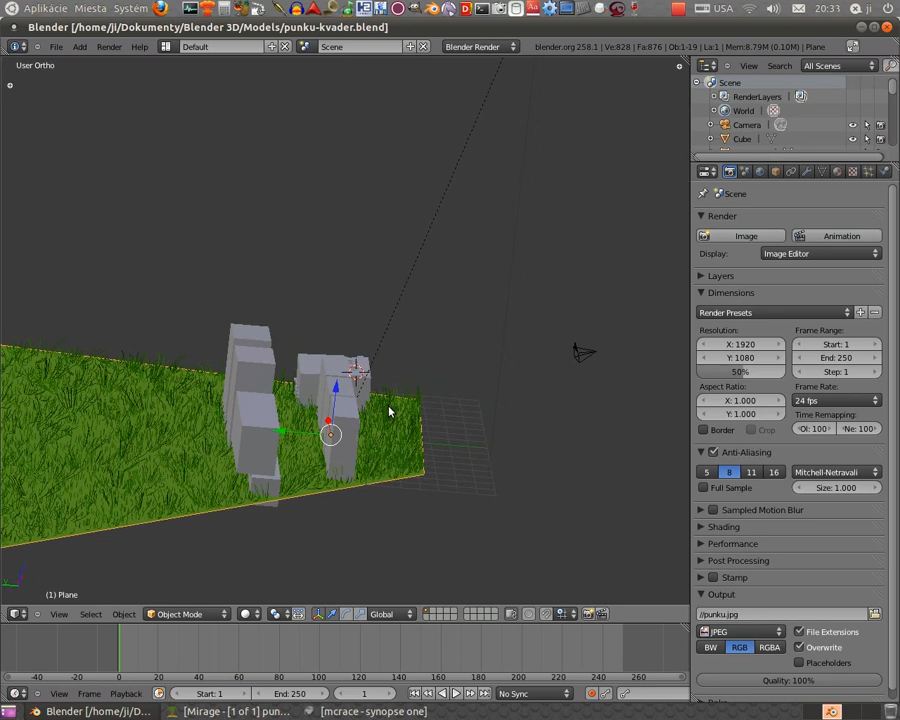 Aplikácie Miesta Systém USA 20:33 ji
Blender [/home/ji/Dokumenty/Blender 3D/Models/punku-kvader.blend]
File Add Render Help Default Scene Blender Render blender.org 258.1 | Ve:828 | Fa:876 | Ob:1-19 | La:1 | Mem:8.79M (0.10M) | Plane
User Ortho
View Search All Scenes
Scene
RenderLayers
World
Camera
Cube
Scene
Render
Image Animation
Display: Image Editor
Layers
Dimensions
Render Presets
Resolution: Frame Range:
X: 1920 Start: 1
Y: 1080 End: 250
50% Step: 1
Aspect Ratio: Frame Rate:
X: 1.000 24 fps
Y: 1.000 Time Remapping:
Border Crop Ol: 100 Ne: 100
Anti-Aliasing
5 8 11 16 Mitchell-Netravali
Full Sample Size: 1.000
Sampled Motion Blur
Shading
Performance
Post Processing
Stamp
Output
//punku.jpg
JPEG File Extensions
BW RGB RGBA Overwrite
Placeholders
Quality: 100%
(1) Plane
View Select Object Object Mode Global
-40 -20 0 20 40 60 80 100 120 140 160 180 200 220 240 260
View Frame Playback Start: 1 End: 250 1 No Sync
Blender [/home/ji/D... [Mirage - [1 of 1] pun... [mcrace - synopse one]